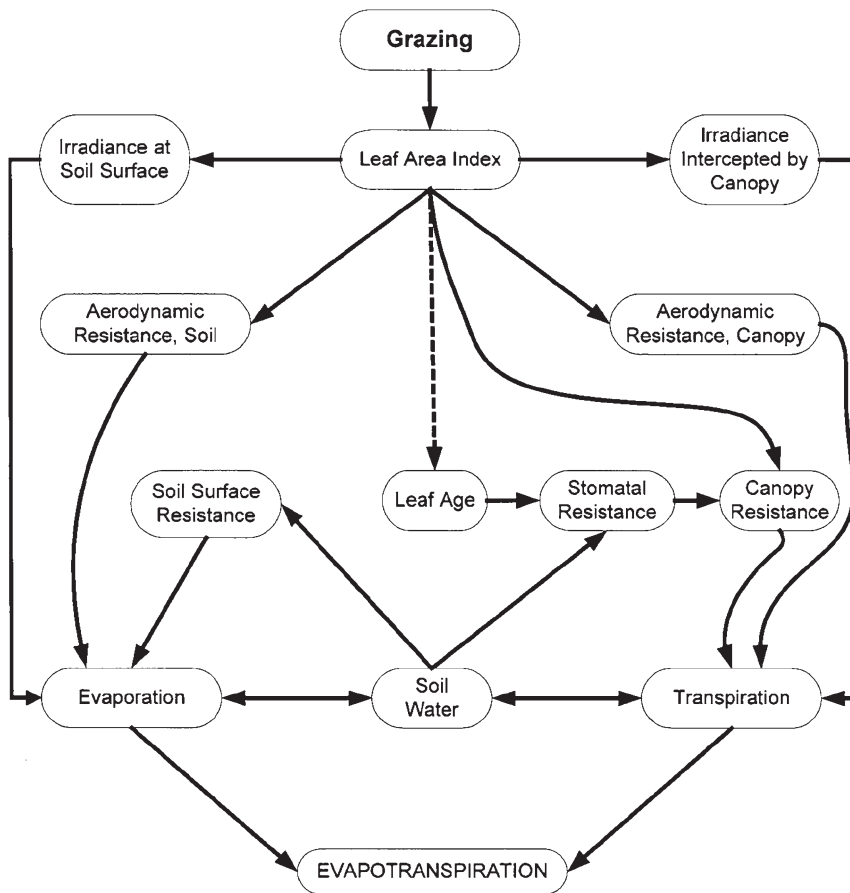 Grazing
Irradiance at
Soil Surface
Leaf Area Index
Irradiance
Intercepted by
Canopy
Aerodynamic
Resistance, Soil
Aerodynamic
Resistance, Canopy
Soil Surface
Resistance
Leaf Age
Stomatal
Resistance
Canopy
Resistance
Evaporation
Soil
Water
Transpiration
EVAPOTRANSPIRATION